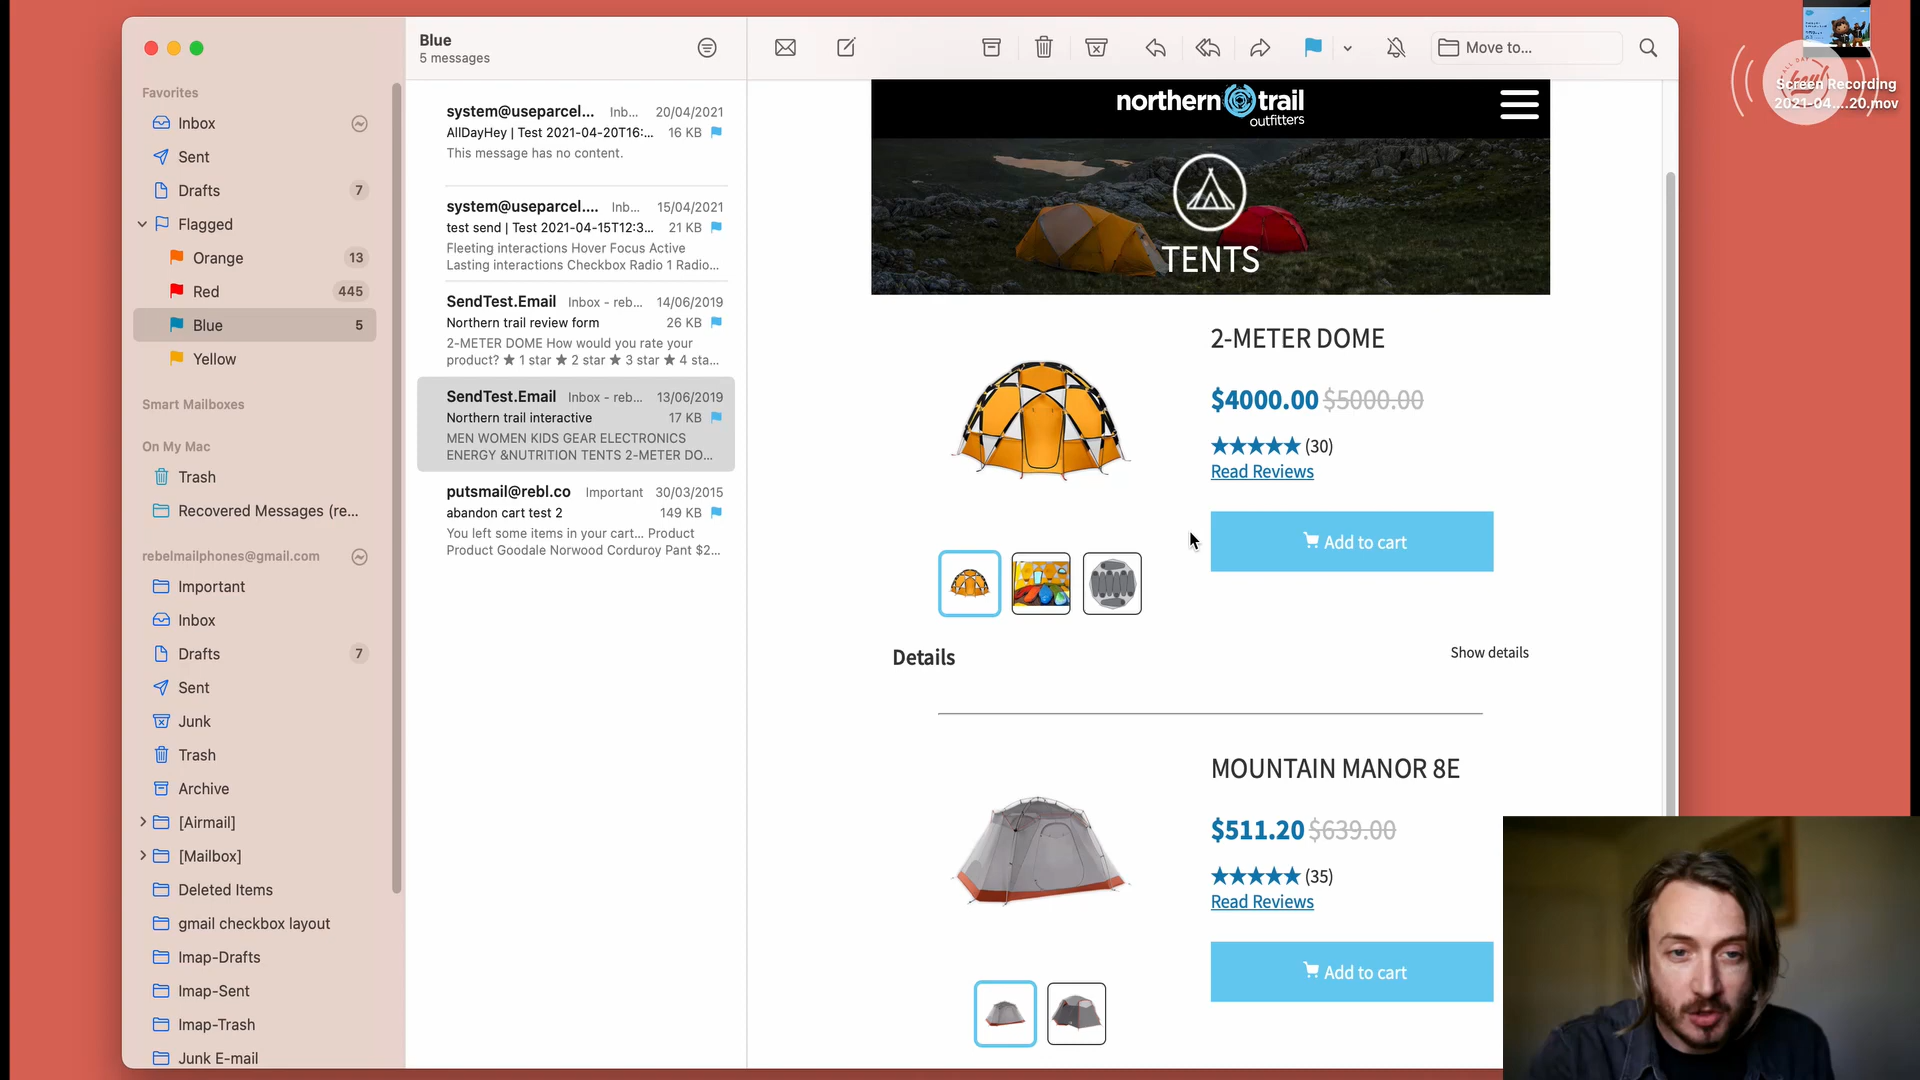 Favorites
Inbox
Sent
Drafts 7
Flagged
Orange 13
Red 445
Blue 5
Yellow
Smart Mailboxes
On My Mac
Trash
Recovered Messages (re...
rebelmailphones@gmail.com
Important
Inbox
Drafts 7
Sent
Junk
Trash
Archive
[Airmail]
[Mailbox]
Deleted Items
gmail checkbox layout
Imap-Drafts
Imap-Sent
Imap-Trash
Junk E-mail
Blue
5 messages
system@useparcel.... Inb... 20/04/2021
AllDayHey | Test 2021-04-20T16:... 16 KB
This message has no content.
system@useparcel.... Inb... 15/04/2021
test send | Test 2021-04-15T12:3... 21 KB
Fleeting interactions Hover Focus Active
Lasting interactions Checkbox Radio 1 Radio...
SendTest.Email Inbox - reb... 14/06/2019
Northern trail review form 26 KB
2-METER DOME How would you rate your
product? ★ 1 star ★ 2 star ★ 3 star ★ 4 sta...
SendTest.Email Inbox - reb... 13/06/2019
Northern trail interactive 17 KB
MEN WOMEN KIDS GEAR ELECTRONICS
ENERGY &NUTRITION TENTS 2-METER DO...
putsmail@rebl.co Important 30/03/2015
abandon cart test 2 149 KB
You left some items in your cart... Product
Product Goodale Norwood Corduroy Pant $2...
Move to...
northern trail
outfitters
TENTS
2-METER DOME
$4000.00 $5000.00
★★★★★ (30)
Read Reviews
Add to cart
Details Show details
MOUNTAIN MANOR 8E
$511.20 $639.00
★★★★★ (35)
Read Reviews
Add to cart
Screen Recording
2021-04....20.mov